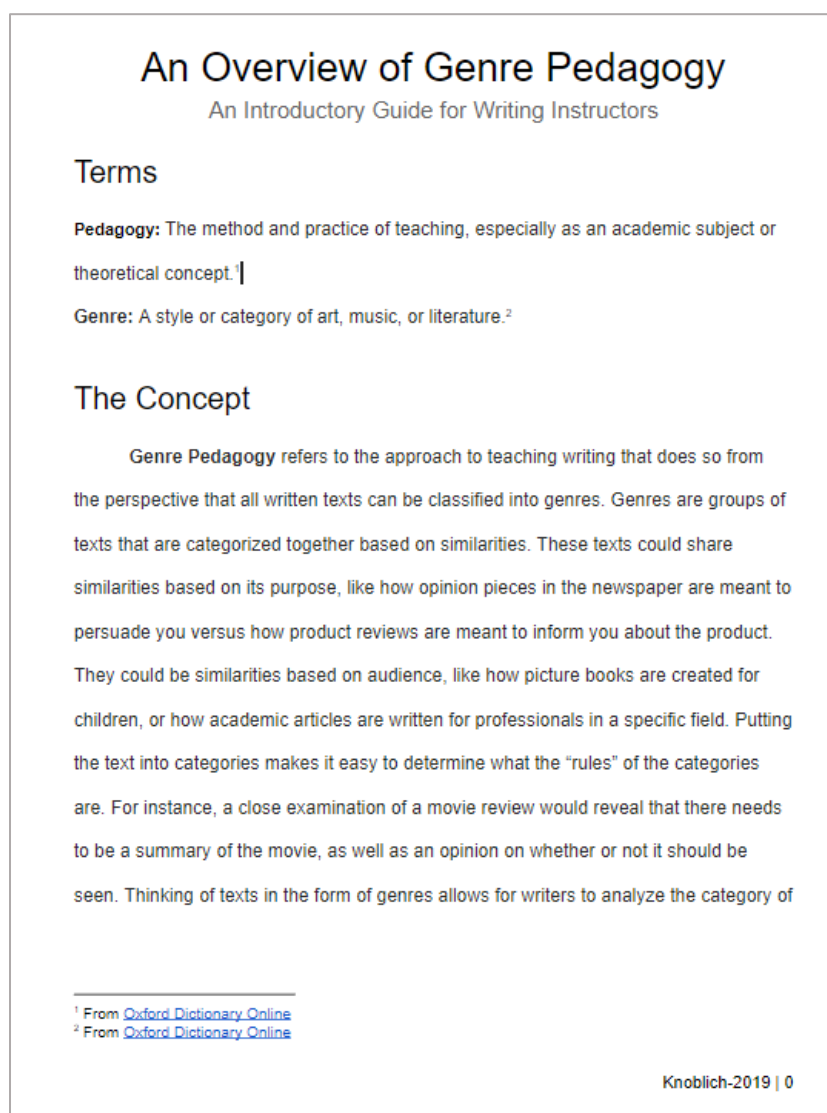 An Overview of Genre Pedagogy
An Introductory Guide for Writing Instructors
Terms
Pedagogy: The method and practice of teaching, especially as an academic subject or
theoretical concept.¹
Genre: A style or category of art, music, or literature.²
The Concept
Genre Pedagogy refers to the approach to teaching writing that does so from
the perspective that all written texts can be classified into genres. Genres are groups of
texts that are categorized together based on similarities. These texts could share
similarities based on its purpose, like how opinion pieces in the newspaper are meant to
persuade you versus how product reviews are meant to inform you about the product.
They could be similarities based on audience, like how picture books are created for
children, or how academic articles are written for professionals in a specific field. Putting
the text into categories makes it easy to determine what the “rules” of the categories
are. For instance, a close examination of a movie review would reveal that there needs
to be a summary of the movie, as well as an opinion on whether or not it should be
seen. Thinking of texts in the form of genres allows for writers to analyze the category of
¹ From Oxford Dictionary Online
² From Oxford Dictionary Online
Knoblich-2019 | 0